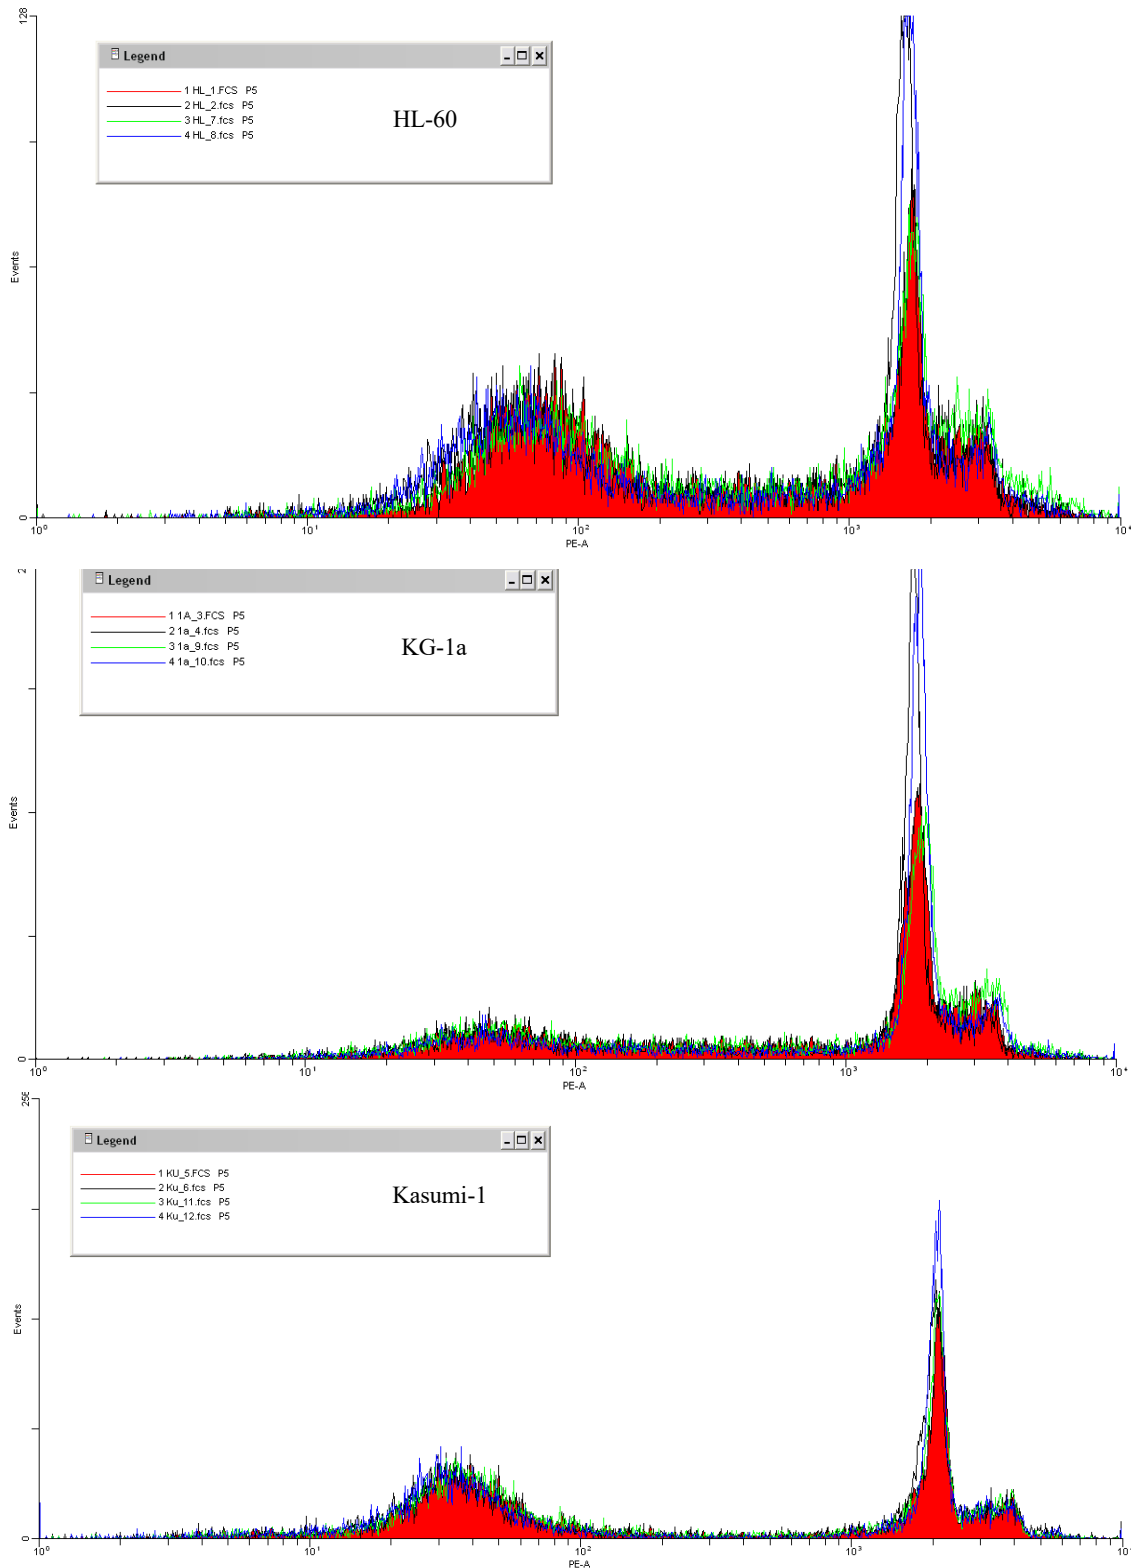 128
Legend
1 HL_1.FCS P5
2 HL_2.fcs P5
3 HL_7.fcs P5
4 HL_8.fcs P5
HL-60
Events
0
10⁰ 10¹ 10² 10³ 10⁴
PE-A
2
Legend
1 1A_3.FCS P5
2 1a_4.fcs P5
3 1a_9.fcs P5
4 1a_10.fcs P5
KG-1a
Events
0
10⁰ 10¹ 10² 10³ 10⁴
PE-A
256
Legend
1 KU_5.FCS P5
2 Ku_6.fcs P5
3 Ku_11.fcs P5
4 Ku_12.fcs P5
Kasumi-1
Events
0
10⁰ 10¹ 10² 10³
PE-A